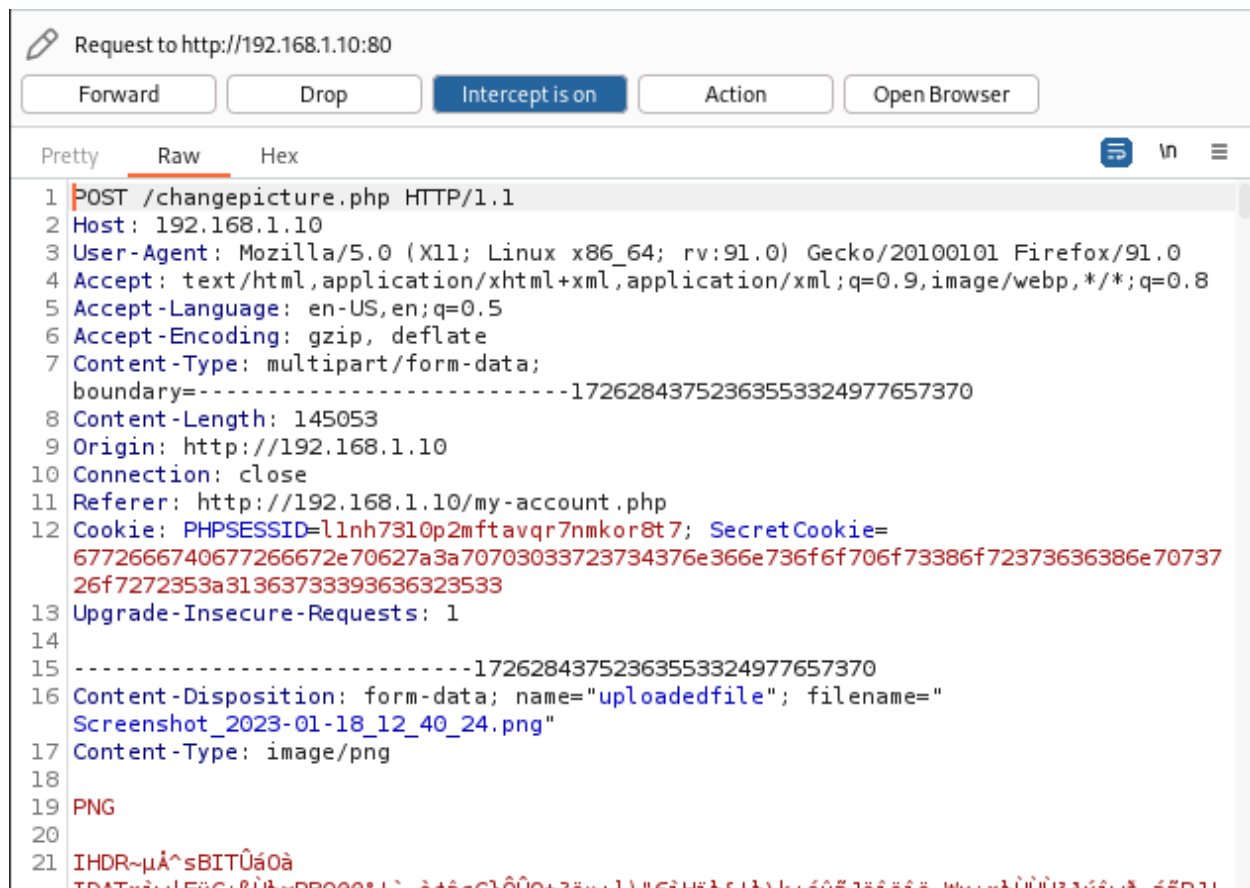 Request to http://192.168.1.10:80
Forward Drop Intercept is on Action Open Browser
Pretty Raw Hex \n
1 POST /changepicture.php HTTP/1.1
2 Host: 192.168.1.10
3 User-Agent: Mozilla/5.0 (X11; Linux x86_64; rv:91.0) Gecko/20100101 Firefox/91.0
4 Accept: text/html,application/xhtml+xml,application/xml;q=0.9,image/webp,*/*;q=0.8
5 Accept-Language: en-US,en;q=0.5
6 Accept-Encoding: gzip, deflate
7 Content-Type: multipart/form-data;
boundary=---------------------------172628437523635533324977657370
8 Content-Length: 145053
9 Origin: http://192.168.1.10
10 Connection: close
11 Referer: http://192.168.1.10/my-account.php
12 Cookie: PHPSESSID=l1nh7310p2mftavqr7nmkor8t7; SecretCookie=
6772666740677266672e70627a3a70703033723734376e366e736f6f706f73386f72373636386e70737
26f7272353a31363733393636323533
13 Upgrade-Insecure-Requests: 1
14
15 -----------------------------172628437523635533324977657370
16 Content-Disposition: form-data; name="uploadedfile"; filename="
Screenshot_2023-01-18_12_40_24.png"
17 Content-Type: image/png
18
19 PNG
20
21 IHDR~µÅ^sBITÛáOà